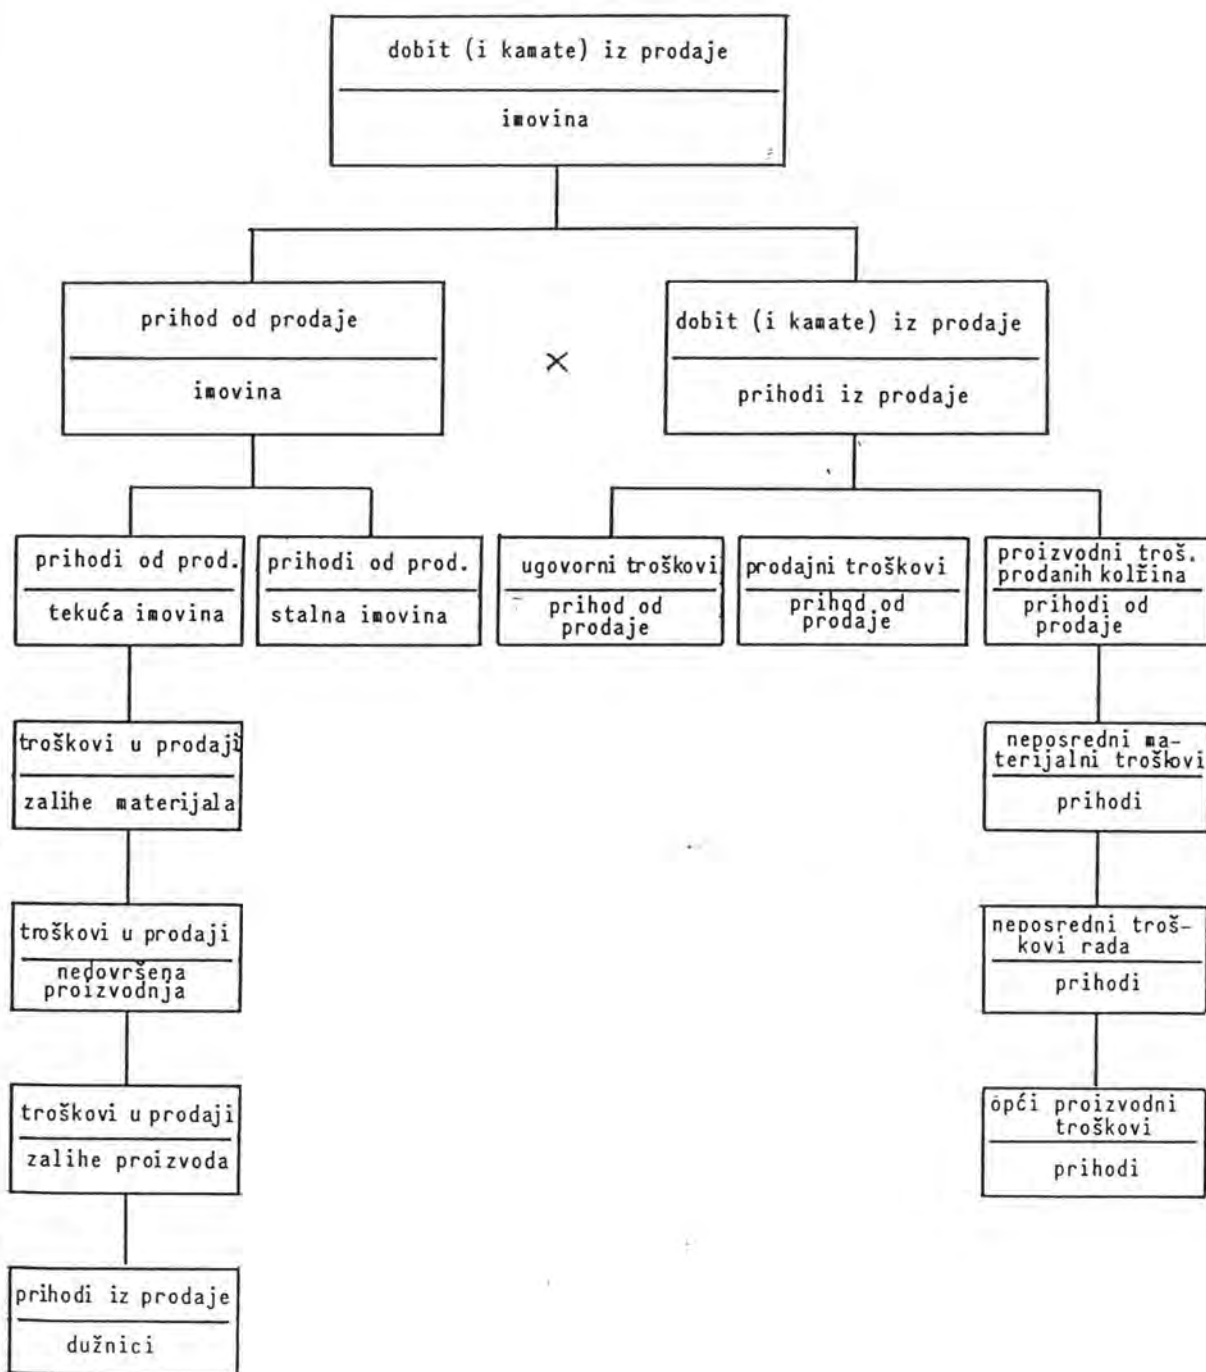 dobit (i kamate) iz prodaje
imovina
prihod od prodaje
imovina
×
dobit (i kamate) iz prodaje
prihodi iz prodaje
prihodi od prod.
tekuća imovina
prihodi od prod.
stalna imovina
ugovorni troškovi
prihod od
prodaje
prodajni troškovi
prihod od
prodaje
proizvodni troš.
prodanih kolžina
prihodi od
prodaje
troškovi u prodaji
zalihe materijala
neposredni ma-
terijalni troškovi
prihodi
troškovi u prodaji
nedovršena
proizvodnja
neposredni troš-
kovi rada
prihodi
troškovi u prodaji
zalihe proizvoda
opći proizvodni
troškovi
prihodi
prihodi iz prodaje
dužnici